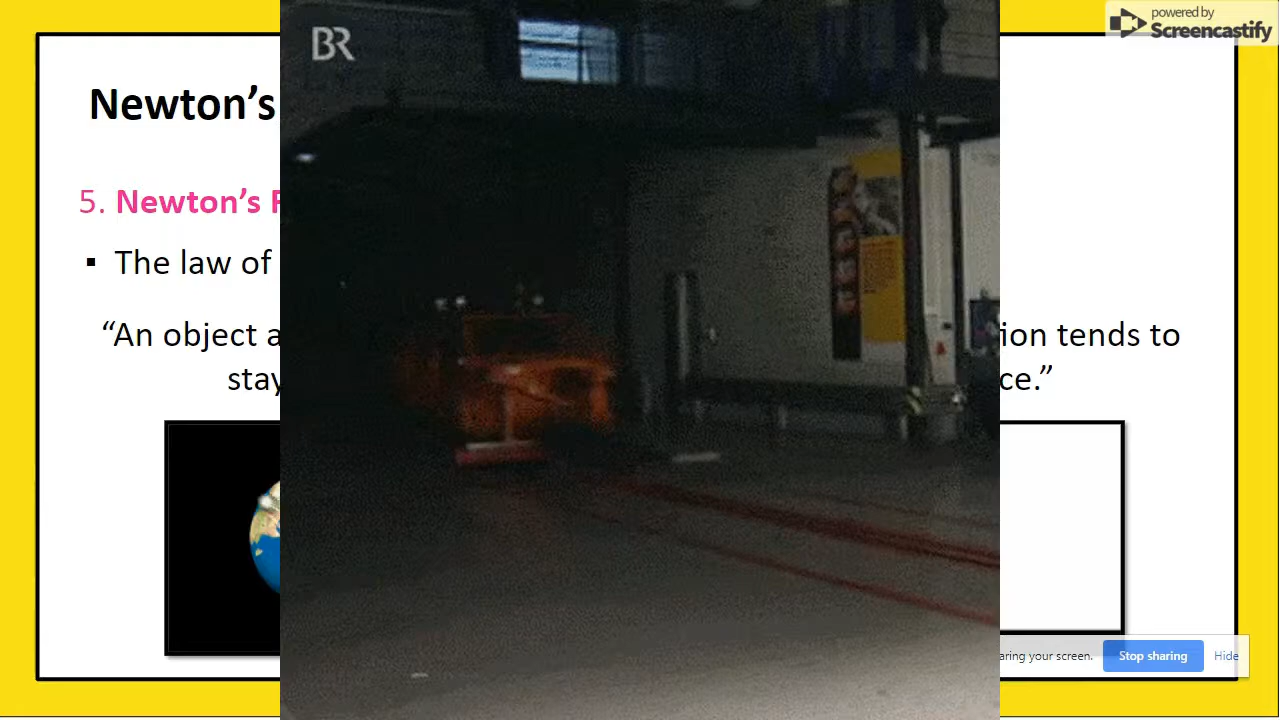 powered by
Screencastify
BR
Newton's
5. Newton's F
▪ The law of
“An object a
ion tends to
stay
ce.”
aring your screen.
Stop sharing
Hide